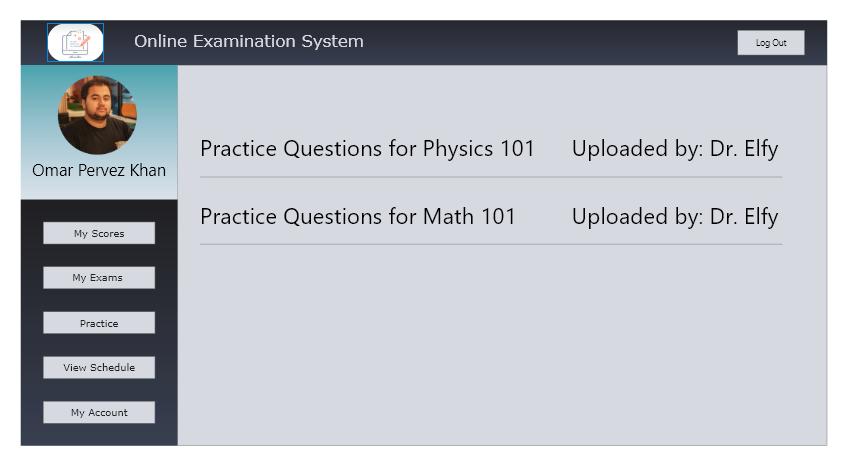 Online Examination System
Log Out
Omar Pervez Khan
My Scores
My Exams
Practice
View Schedule
My Account
Practice Questions for Physics 101 Uploaded by: Dr. Elfy
Practice Questions for Math 101 Uploaded by: Dr. Elfy